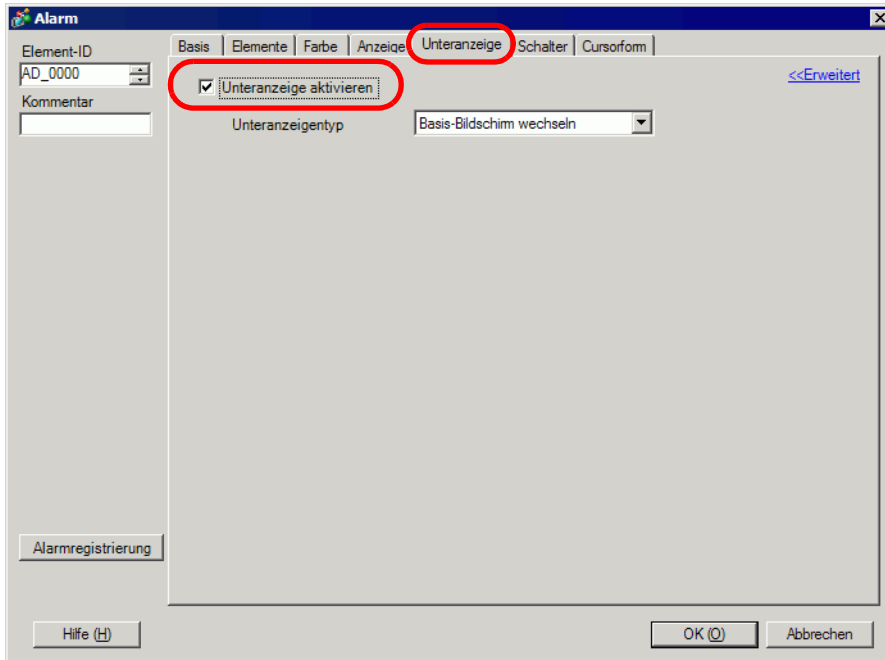 Alarm
Element-ID
AD_0000
Kommentar
Alarmregistrierung
Basis Elemente Farbe Anzeige Unteranzeige Schalter Cursorform
<<Erweitert
Unteranzeige aktivieren
Unteranzeigentyp Basis-Bildschirm wechseln
Hilfe (H) OK (O) Abbrechen